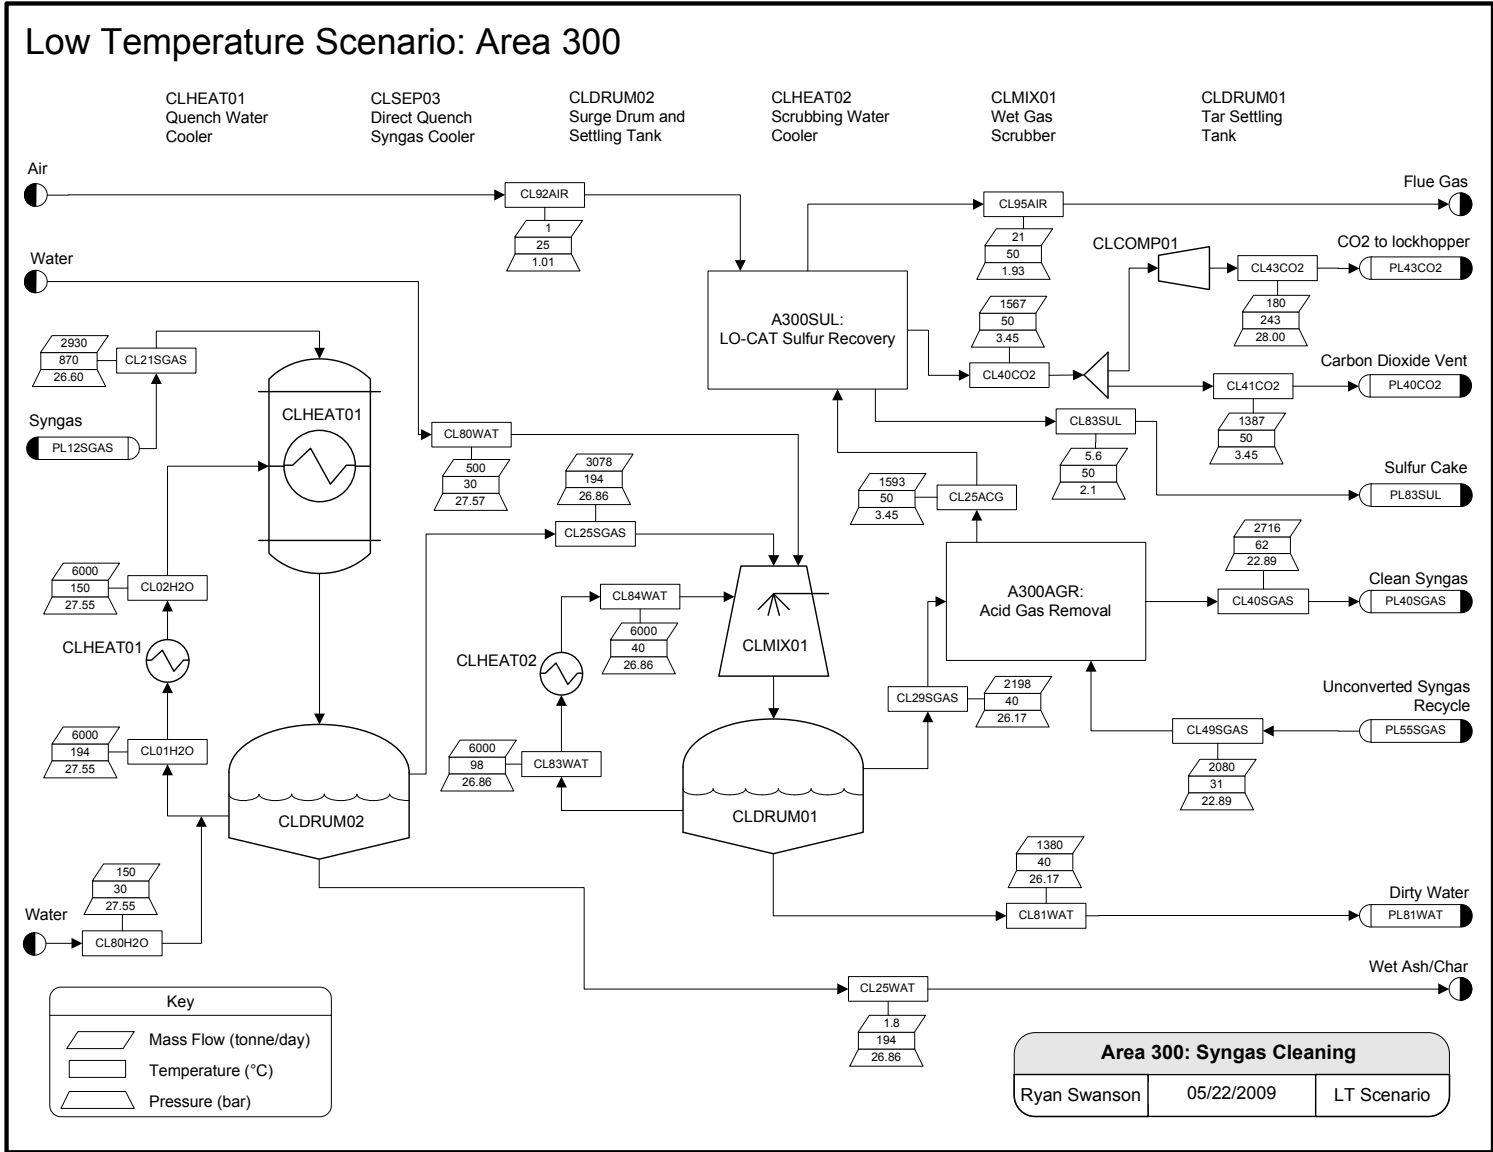 Low Temperature Scenario: Area 300
CLHEAT01
Quench Water
Cooler
CLSEP03
Direct Quench
Syngas Cooler
CLDRUM02
Surge Drum and
Settling Tank
CLHEAT02
Scrubbing Water
Cooler
CLMIX01
Wet Gas
Scrubber
CLDRUM01
Tar Settling
Tank
Air
CL92AIR
1
25
1.01
CL95AIR
21
50
1.93
Flue Gas
Water
CLCOMP01
CO2 to lockhopper
CL43CO2
180
243
28.00
PL43CO2
A300SUL:
LO-CAT Sulfur Recovery
1567
50
3.45
CL40CO2
Carbon Dioxide Vent
CL41CO2
1387
50
3.45
PL40CO2
2930
870
26.60
CL21SGAS
Syngas
PL12SGAS
CLHEAT01
CL80WAT
500
30
27.57
CL83SUL
5.6
50
2.1
Sulfur Cake
PL83SUL
3078
194
26.86
CL25SGAS
1593
50
3.45
CL25ACG
2716
62
22.89
CL40SGAS
Clean Syngas
PL40SGAS
6000
150
27.55
CL02H2O
CLHEAT01
CL84WAT
6000
40
26.86
CLHEAT02
CLMIX01
A300AGR:
Acid Gas Removal
CL29SGAS
2198
40
26.17
Unconverted Syngas
Recycle
CL49SGAS
2080
31
22.89
PL55SGAS
6000
194
27.55
CL01H2O
6000
98
26.86
CL83WAT
CLDRUM02
CLDRUM01
150
30
27.55
Water
CL80H2O
1380
40
26.17
CL81WAT
Dirty Water
PL81WAT
CL25WAT
1.8
194
26.86
Wet Ash/Char
Key
Mass Flow (tonne/day)
Temperature (°C)
Pressure (bar)
Area 300: Syngas Cleaning
Ryan Swanson
05/22/2009
LT Scenario